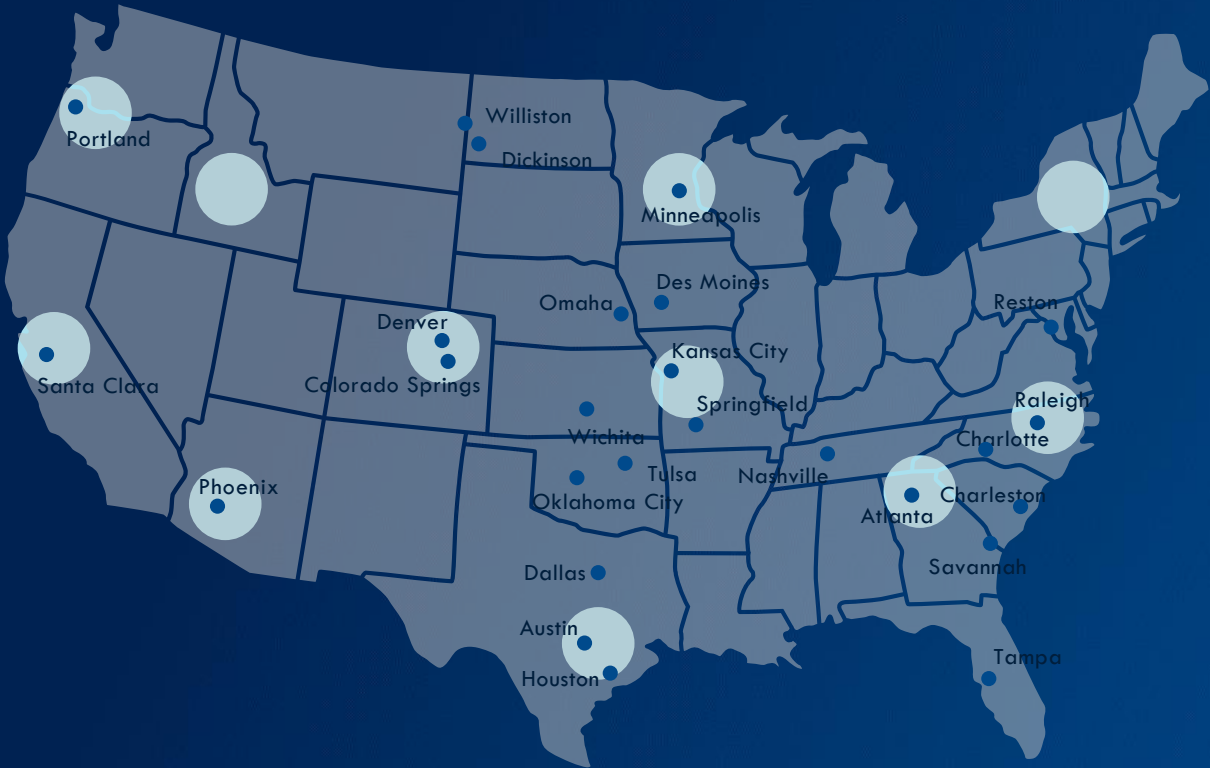 Williston
Portland
Dickinson
Minneapolis
Des Moines
Omaha
Reston
Denver
Kansas City
Santa Clara
Colorado Springs
Raleigh
Springfield
Wichita
Charlotte
Tulsa
Nashville
Phoenix
Charleston
Oklahoma City
Atlanta
Savannah
Dallas
Austin
Tampa
Houston